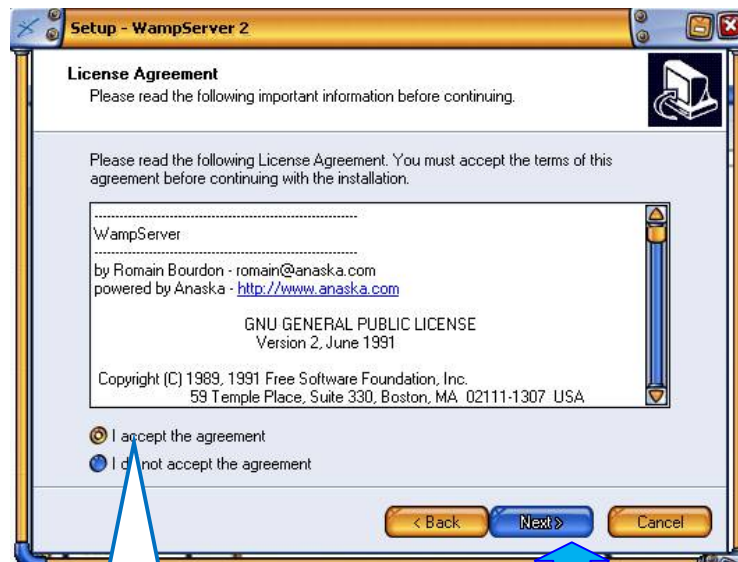 Setup - WampServer 2
License Agreement
Please read the following important information before continuing.
Please read the following License Agreement. You must accept the terms of this
agreement before continuing with the installation.
------------------------------------------------------------
WampServer
------------------------------------------------------------
by Romain Bourdon - romain@anaska.com
powered by Anaska - http://www.anaska.com
GNU GENERAL PUBLIC LICENSE
Version 2, June 1991
Copyright (C) 1989, 1991 Free Software Foundation, Inc.
59 Temple Place, Suite 330, Boston, MA 02111-1307 USA
I accept the agreement
I do not accept the agreement
< Back Next > Cancel